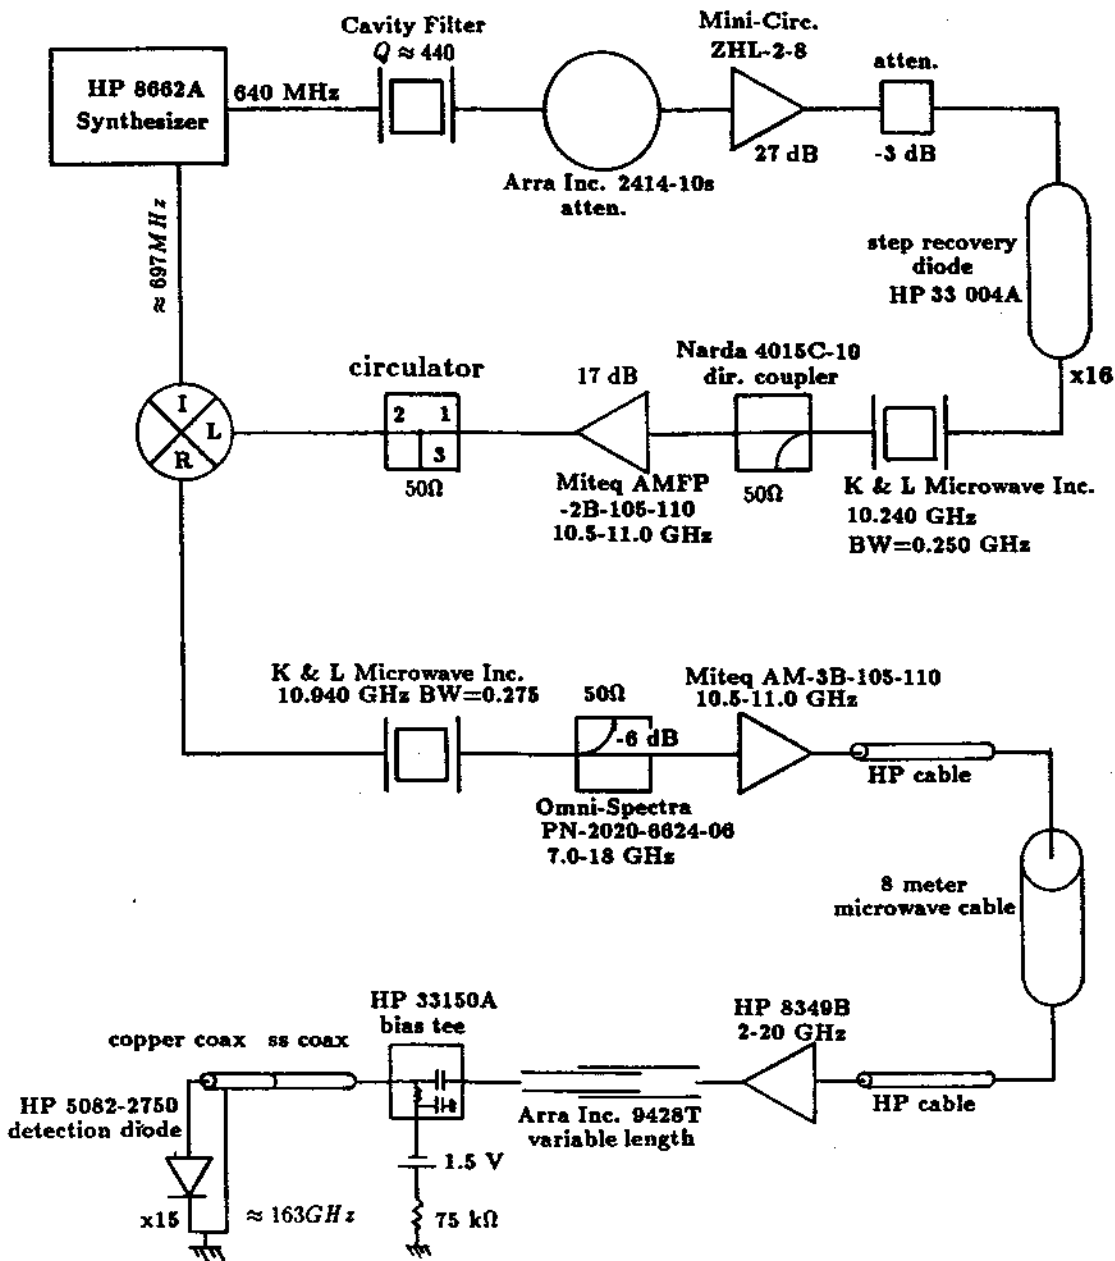 Cavity Filter
Q ≈ 440
Mini-Circ.
ZHL-2-8
atten.
HP 8662A
Synthesizer
640 MHz
27 dB
-3 dB
Arra Inc. 2414-10s
atten.
≈ 697MHz
step recovery
diode
HP 33 004A
x16
circulator
17 dB
Narda 4015C-10
dir. coupler
2 1
3
50Ω
I
L
R
Miteq AMFP
-2B-105-110
10.5-11.0 GHz
50Ω
K & L Microwave Inc.
10.240 GHz
BW=0.250 GHz
K & L Microwave Inc.
10.940 GHz BW=0.275
50Ω
-6 dB
Miteq AM-3B-105-110
10.5-11.0 GHz
HP cable
Omni-Spectra
PN-2020-6624-06
7.0-18 GHz
8 meter
microwave cable
HP 33150A
bias tee
HP 8349B
2-20 GHz
copper coax ss coax
HP cable
Arra Inc. 9428T
variable length
HP 5082-2750
detection diode
1.5 V
75 kΩ
x15
≈ 163GHz